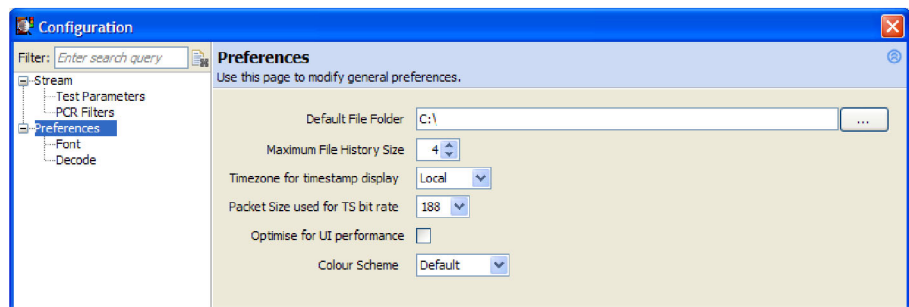 Configuration
Filter: Enter search query
Stream
Test Parameters
PCR Filters
Preferences
Font
Decode
Preferences
Use this page to modify general preferences.
Default File Folder C:\ ...
Maximum File History Size 4
Timezone for timestamp display Local
Packet Size used for TS bit rate 188
Optimise for UI performance
Colour Scheme Default